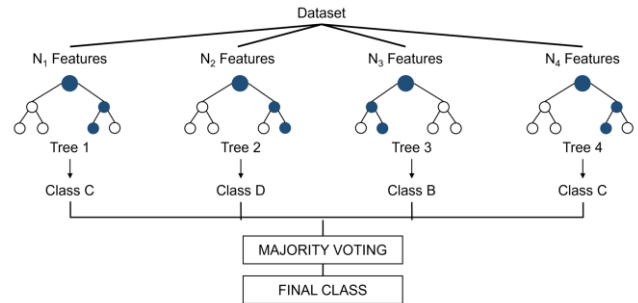 Dataset
N₁ Features N₂ Features N₃ Features N₄ Features
Tree 1 Tree 2 Tree 3 Tree 4
Class C Class D Class B Class C
MAJORITY VOTING
FINAL CLASS